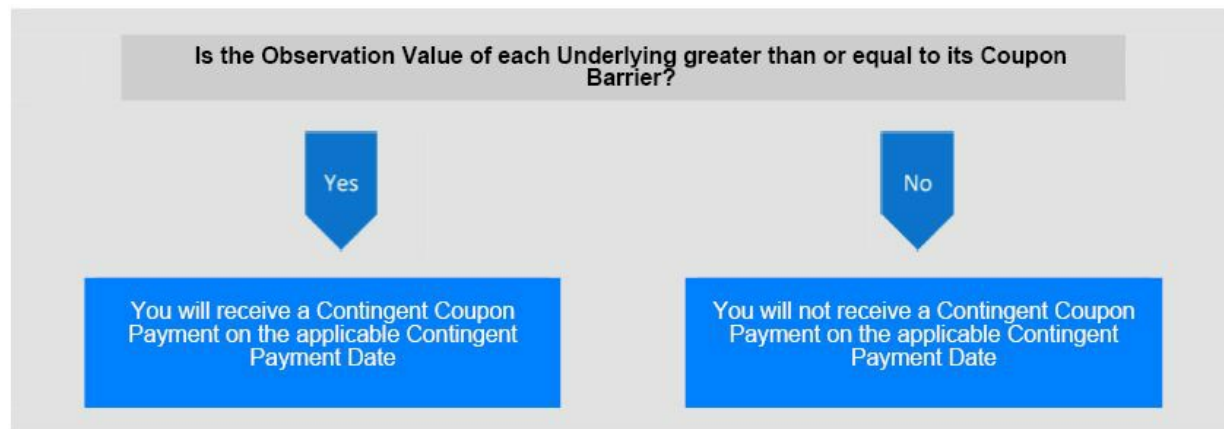 Is the Observation Value of each Underlying greater than or equal to its Coupon
Barrier?
Yes
No
You will receive a Contingent Coupon
Payment on the applicable Contingent
Payment Date
You will not receive a Contingent Coupon
Payment on the applicable Contingent
Payment Date